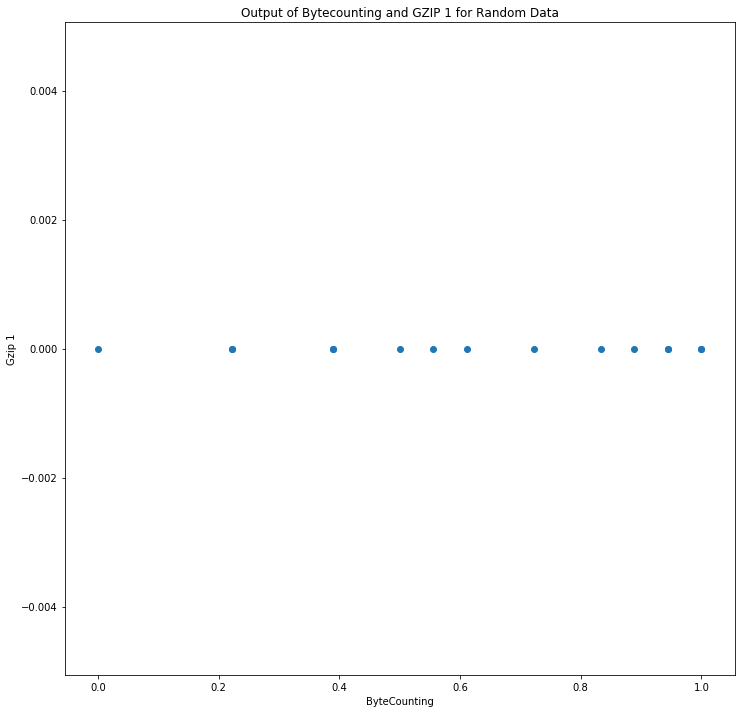 Output of Bytecounting and GZIP 1 for Random Data
0.004
0.002
0.000
−0.002
−0.004
Gzip 1
0.0 0.2 0.4 0.6 0.8 1.0
ByteCounting